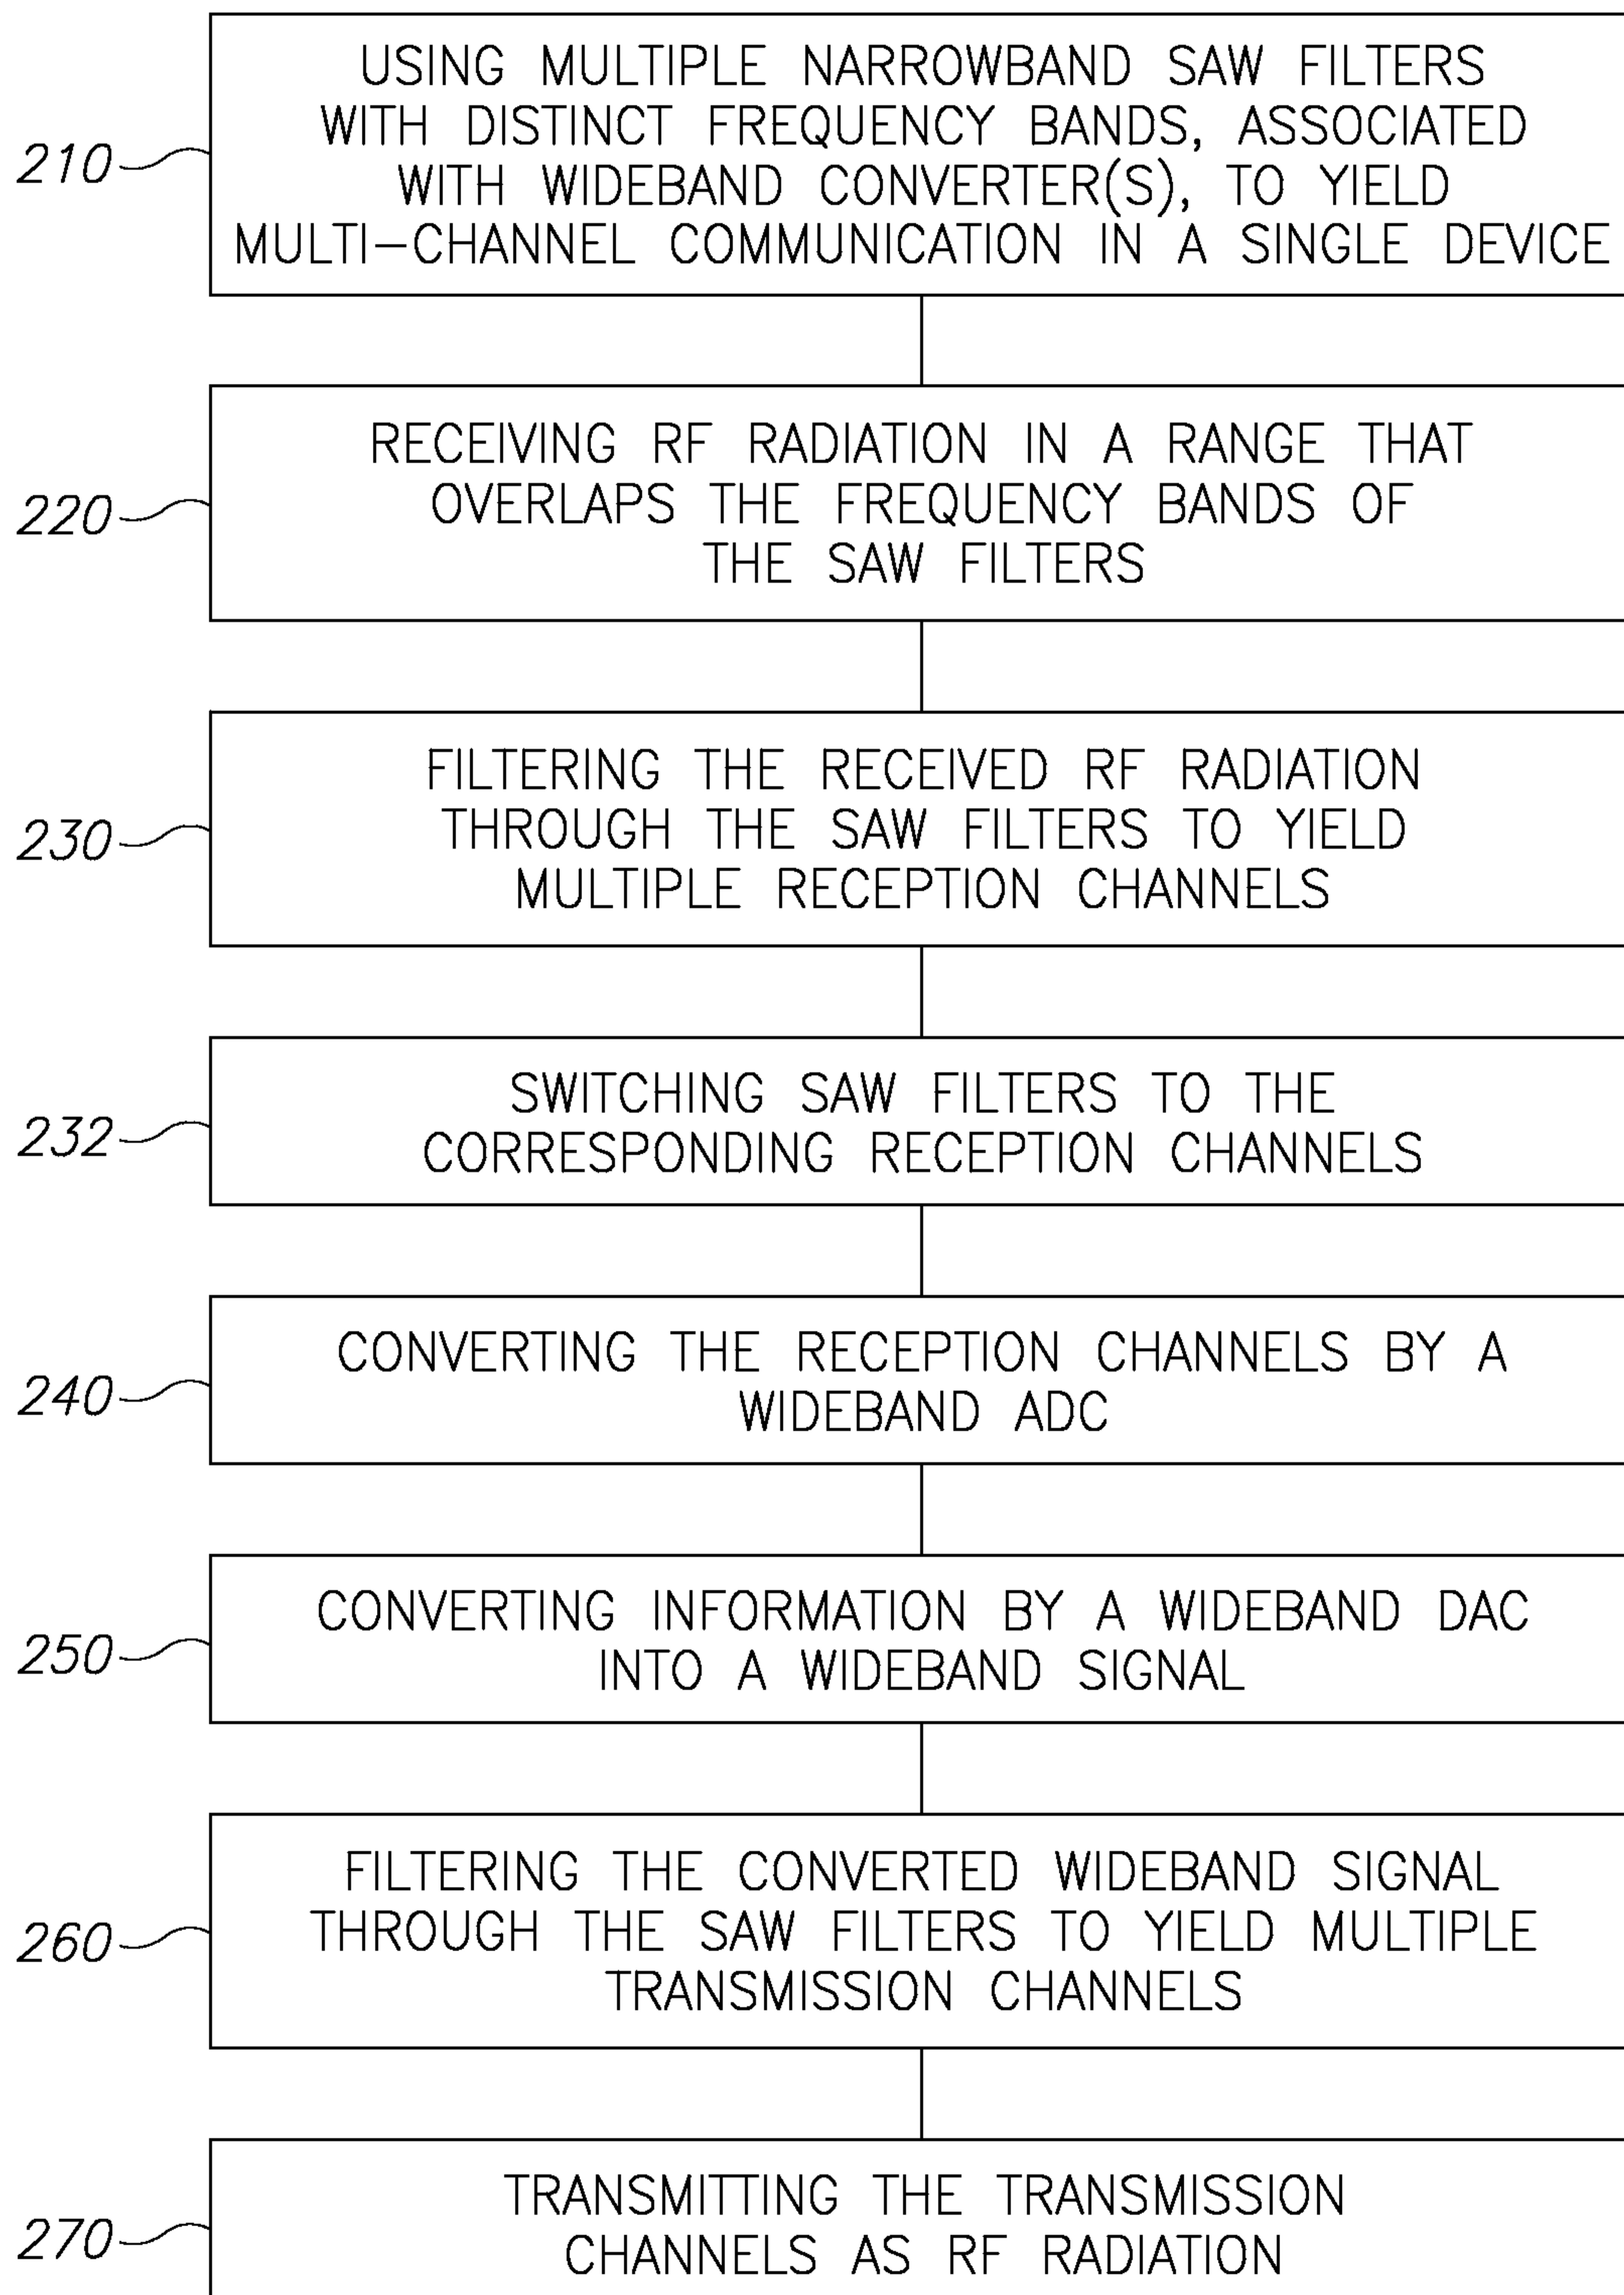 210
USING MULTIPLE NARROWBAND SAW FILTERS
WITH DISTINCT FREQUENCY BANDS, ASSOCIATED
WITH WIDEBAND CONVERTER(S), TO YIELD
MULTI-CHANNEL COMMUNICATION IN A SINGLE DEVICE
220
RECEIVING RF RADIATION IN A RANGE THAT
OVERLAPS THE FREQUENCY BANDS OF
THE SAW FILTERS
230
FILTERING THE RECEIVED RF RADIATION
THROUGH THE SAW FILTERS TO YIELD
MULTIPLE RECEPTION CHANNELS
232
SWITCHING SAW FILTERS TO THE
CORRESPONDING RECEPTION CHANNELS
240
CONVERTING THE RECEPTION CHANNELS BY A
WIDEBAND ADC
250
CONVERTING INFORMATION BY A WIDEBAND DAC
INTO A WIDEBAND SIGNAL
260
FILTERING THE CONVERTED WIDEBAND SIGNAL
THROUGH THE SAW FILTERS TO YIELD MULTIPLE
TRANSMISSION CHANNELS
270
TRANSMITTING THE TRANSMISSION
CHANNELS AS RF RADIATION